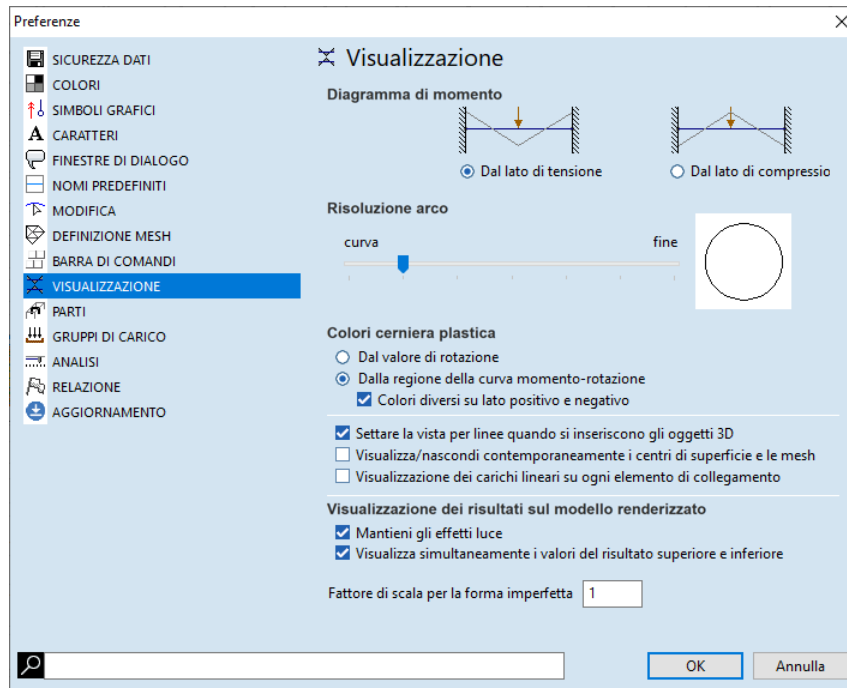 Preferenze
SICUREZZA DATI
COLORI
SIMBOLI GRAFICI
CARATTERI
FINESTRE DI DIALOGO
NOMI PREDEFINITI
MODIFICA
DEFINIZIONE MESH
BARRA DI COMANDI
VISUALIZZAZIONE
PARTI
GRUPPI DI CARICO
ANALISI
RELAZIONE
AGGIORNAMENTO
Visualizzazione
Diagramma di momento
Dal lato di tensione
Dal lato di compressio
Risoluzione arco
curva
fine
Colori cerniera plastica
Dal valore di rotazione
Dalla regione della curva momento-rotazione
Colori diversi su lato positivo e negativo
Settare la vista per linee quando si inseriscono gli oggetti 3D
Visualizza/nascondi contemporaneamente i centri di superficie e le mesh
Visualizzazione dei carichi lineari su ogni elemento di collegamento
Visualizzazione dei risultati sul modello renderizzato
Mantieni gli effetti luce
Visualizza simultaneamente i valori del risultato superiore e inferiore
Fattore di scala per la forma imperfetta 1
OK
Annulla